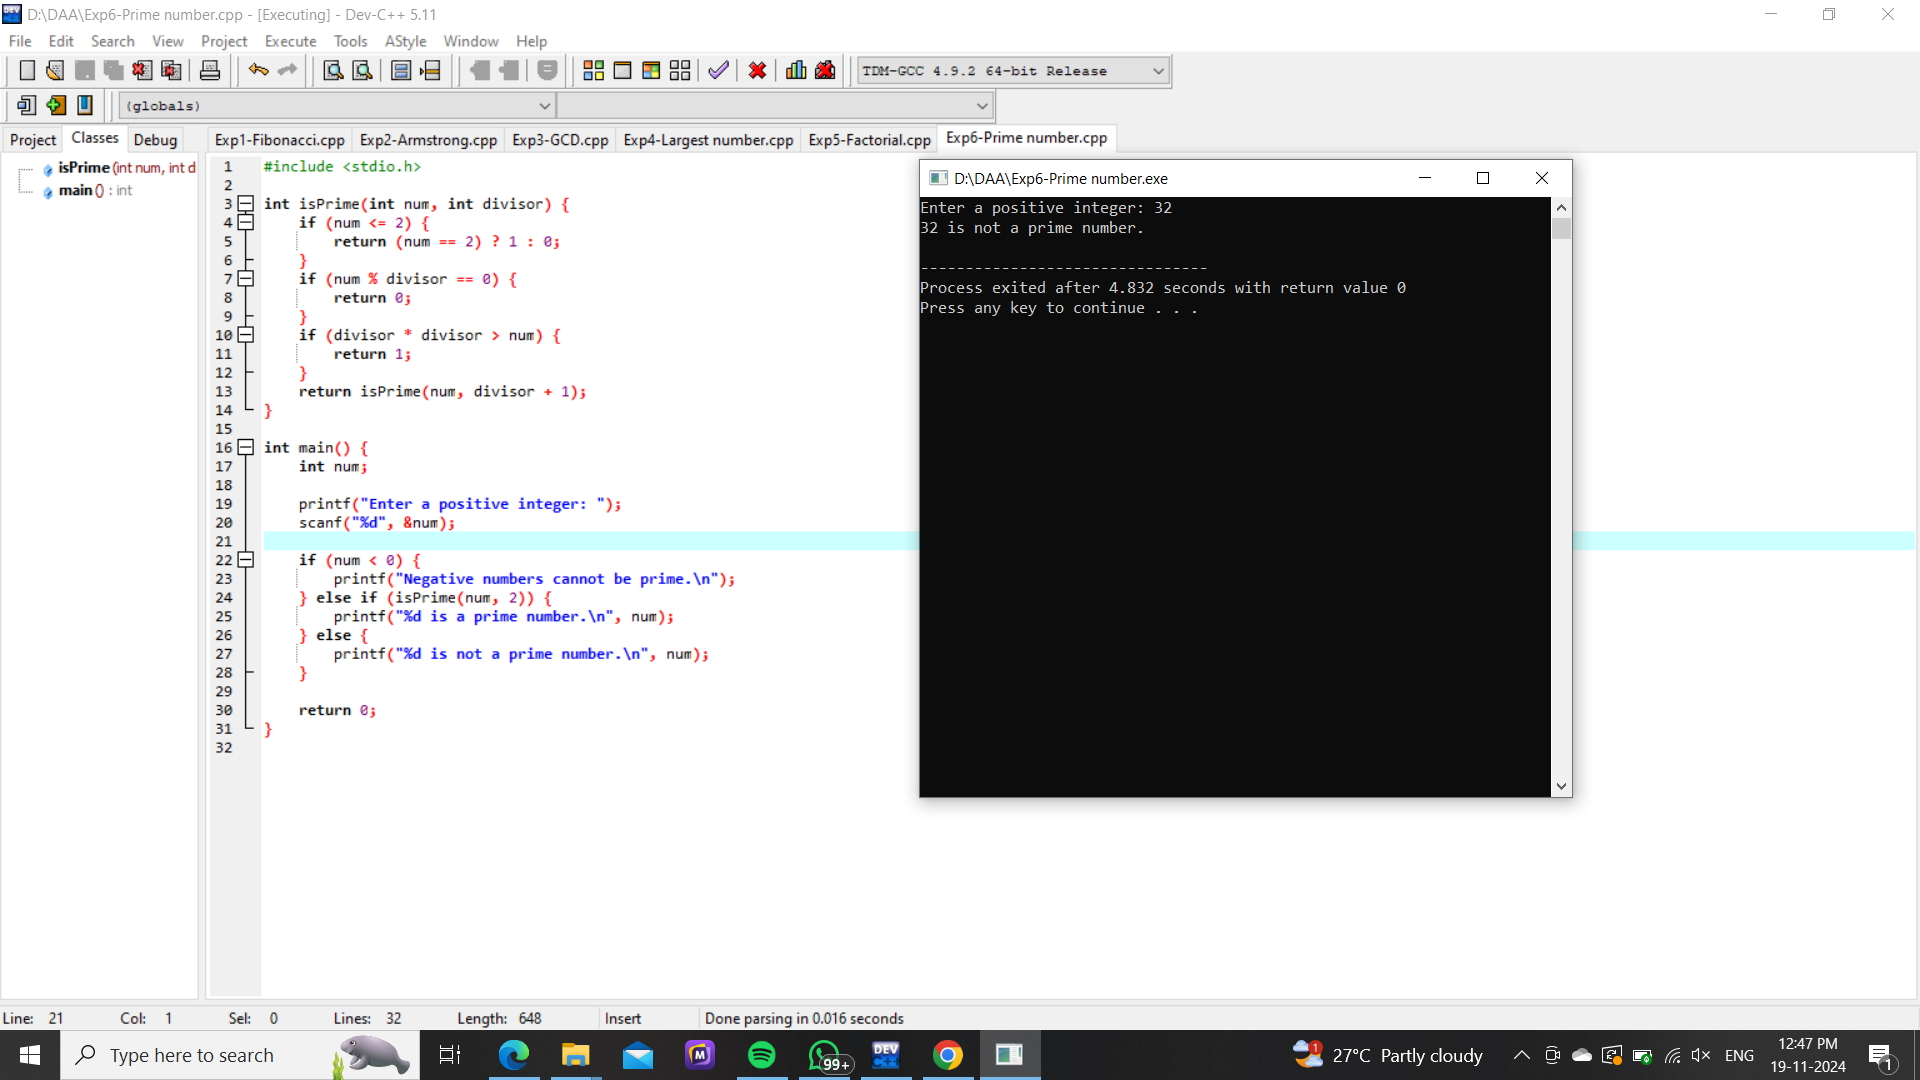 D:\DAA\Exp6-Prime number.cpp - [Executing] - Dev-C++ 5.11
File Edit Search View Project Execute Tools AStyle Window Help
TDM-GCC 4.9.2 64-bit Release
(globals)
Project Classes Debug
Exp1-Fibonacci.cpp Exp2-Armstrong.cpp Exp3-GCD.cpp Exp4-Largest number.cpp Exp5-Factorial.cpp Exp6-Prime number.cpp
isPrime (int num, int d
main () : int
1 #include <stdio.h>
2
3 int isPrime(int num, int divisor) {
4     if (num <= 2) {
5         return (num == 2) ? 1 : 0;
6     }
7     if (num % divisor == 0) {
8         return 0;
9     }
10     if (divisor * divisor > num) {
11         return 1;
12     }
13     return isPrime(num, divisor + 1);
14 }
15
16 int main() {
17     int num;
18
19     printf("Enter a positive integer: ");
20     scanf("%d", &num);
21
22     if (num < 0) {
23         printf("Negative numbers cannot be prime.\n");
24     } else if (isPrime(num, 2)) {
25         printf("%d is a prime number.\n", num);
26     } else {
27         printf("%d is not a prime number.\n", num);
28     }
29
30     return 0;
31 }
32
D:\DAA\Exp6-Prime number.exe
Enter a positive integer: 32
32 is not a prime number.
--------------------------------
Process exited after 4.832 seconds with return value 0
Press any key to continue . . .
Line: 21 Col: 1 Sel: 0 Lines: 32 Length: 648 Insert Done parsing in 0.016 seconds
Type here to search
M
99+
DEV
C++
1
27°C Partly cloudy
ENG
12:47 PM
19-11-2024
1